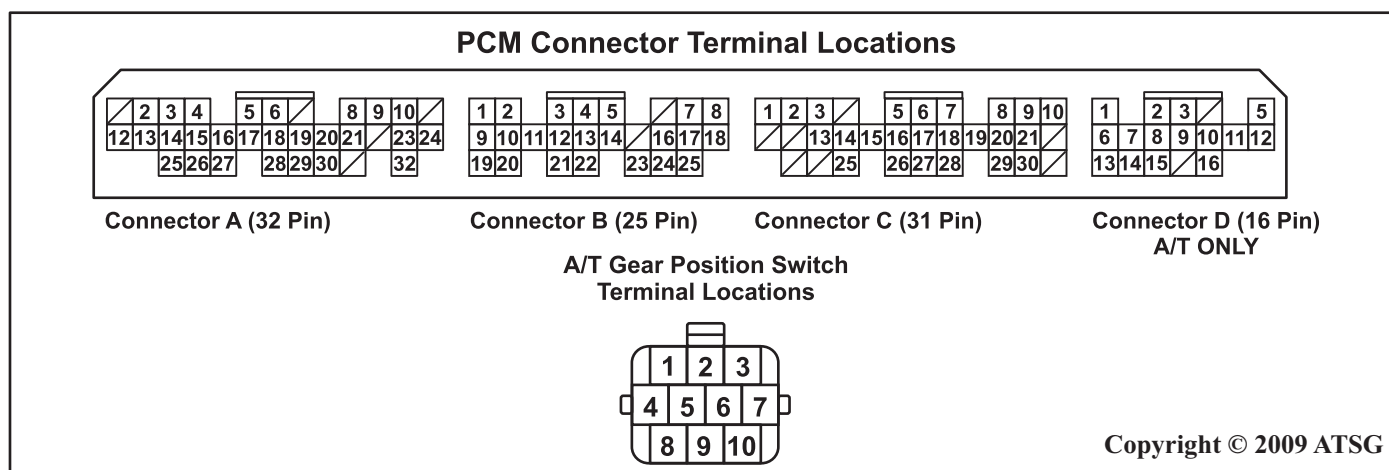 PCM Connector Terminal Locations
2 3 4 5 6 8 9 10
12 13 14 15 16 17 18 19 20 21 23 24
25 26 27 28 29 30 32
Connector A (32 Pin)
1 2 3 4 5 7 8
9 10 11 12 13 14 16 17 18
19 20 21 22 23 24 25
Connector B (25 Pin)
1 2 3 5 6 7 8 9 10
13 14 15 16 17 18 19 20 21
25 26 27 28 29 30
Connector C (31 Pin)
1 2 3 5
6 7 8 9 10 11 12
13 14 15 16
Connector D (16 Pin)
A/T ONLY
A/T Gear Position Switch
Terminal Locations
1 2 3
4 5 6 7
8 9 10
Copyright © 2009 ATSG